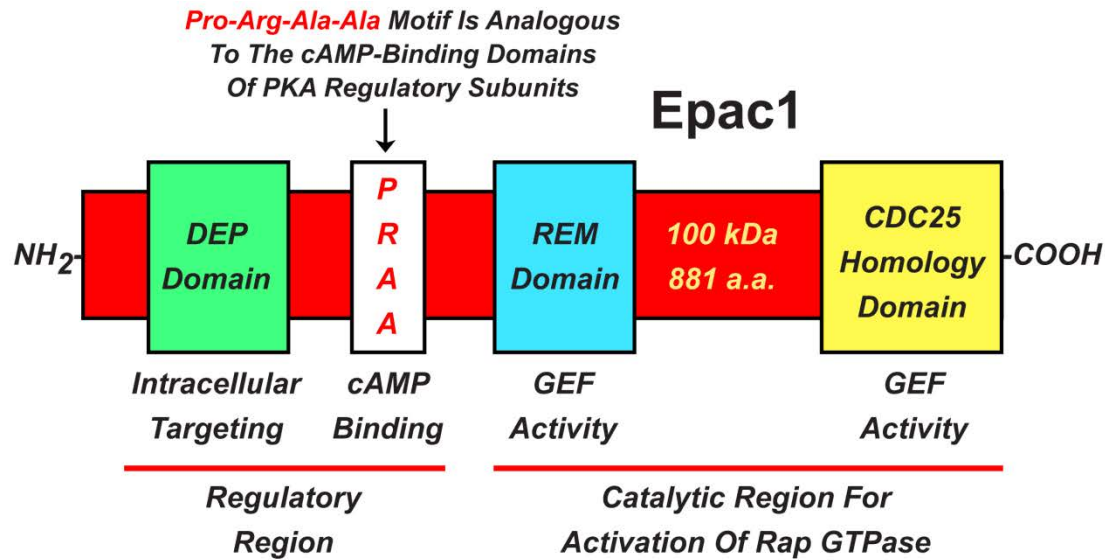 Pro-Arg-Ala-Ala Motif Is Analogous
To The cAMP-Binding Domains
Of PKA Regulatory Subunits
Epac1
NH2
DEP
Domain
P
R
A
A
REM
Domain
100 kDa
881 a.a.
CDC25
Homology
Domain
COOH
Intracellular
Targeting
cAMP
Binding
GEF
Activity
GEF
Activity
Regulatory
Region
Catalytic Region For
Activation Of Rap GTPase